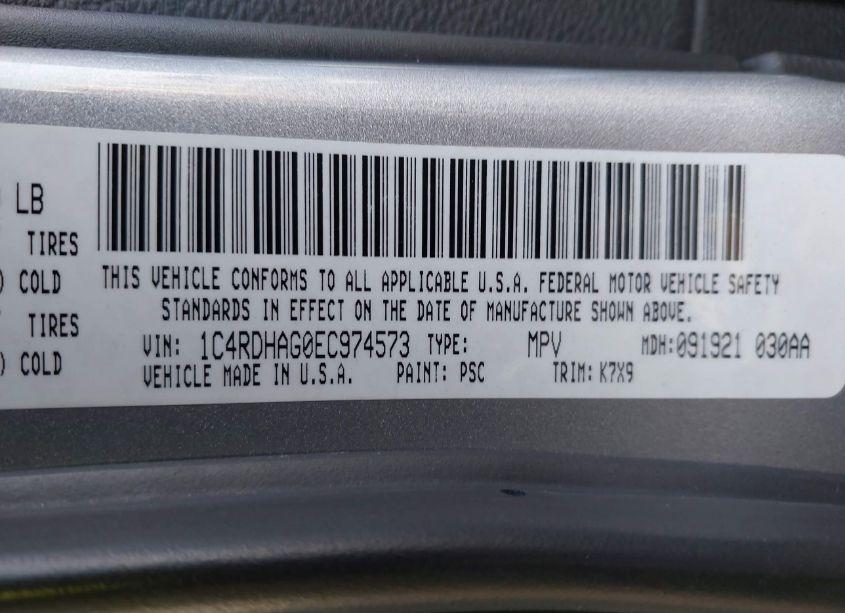 LB
TIRES
) COLD
TIRES
) COLD
THIS VEHICLE CONFORMS TO ALL APPLICABLE U.S.A. FEDERAL MOTOR VEHICLE SAFETY
STANDARDS IN EFFECT ON THE DATE OF MANUFACTURE SHOWN ABOVE.
VIN: 1C4RDHAG0EC974573 TYPE: MPV MDH:091921 030AA
VEHICLE MADE IN U.S.A. PAINT: PSC TRIM: K7X9